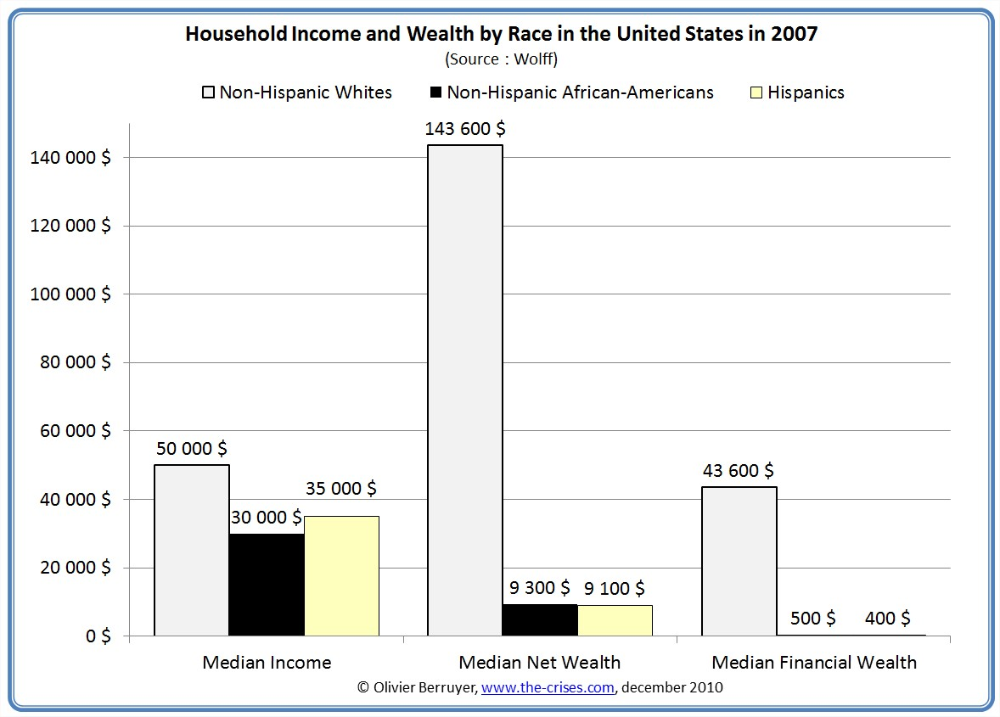 Household Income and Wealth by Race in the United States in 2007
(Source : Wolff)
Non-Hispanic Whites Non-Hispanic African-Americans Hispanics
143 600 $
140 000 $
120 000 $
100 000 $
80 000 $
60 000 $
50 000 $
43 600 $
35 000 $
40 000 $
30 000 $
20 000 $
9 300 $ 9 100 $
500 $ 400 $
0 $
Median Income Median Net Wealth Median Financial Wealth
© Olivier Berruyer, www.the-crises.com, december 2010